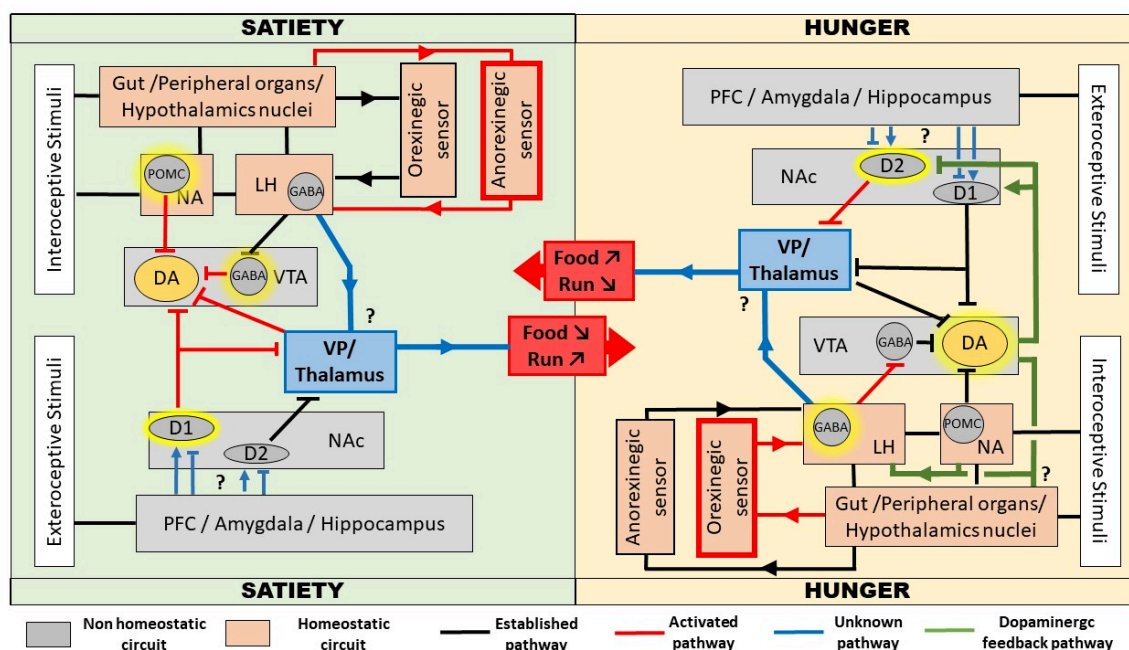 SATIETY
HUNGER
Interoceptive Stimuli
Gut /Peripheral organs/
Hypothalamics nuclei
Orexinegic
sensor
Anorexinegic
sensor
POMC
NA
LH
GABA
DA
GABA
VTA
?
VP/
Thalamus
Food ↘
Run ↗
Exteroceptive Stimuli
D1
D2
NAc
?
PFC / Amygdala / Hippocampus
PFC / Amygdala / Hippocampus
Exteroceptive Stimuli
?
NAc
D2
D1
Food ↗
Run ↘
VP/
Thalamus
?
VTA
GABA
DA
Interoceptive Stimuli
Anorexinegic
sensor
Orexinegic
sensor
GABA
LH
POMC
NA
?
Gut /Peripheral organs/
Hypothalamics nuclei
SATIETY
HUNGER
Non homeostatic
circuit
Homeostatic
circuit
Established
pathway
Activated
pathway
Unknown
pathway
Dopaminergc
feedback pathway